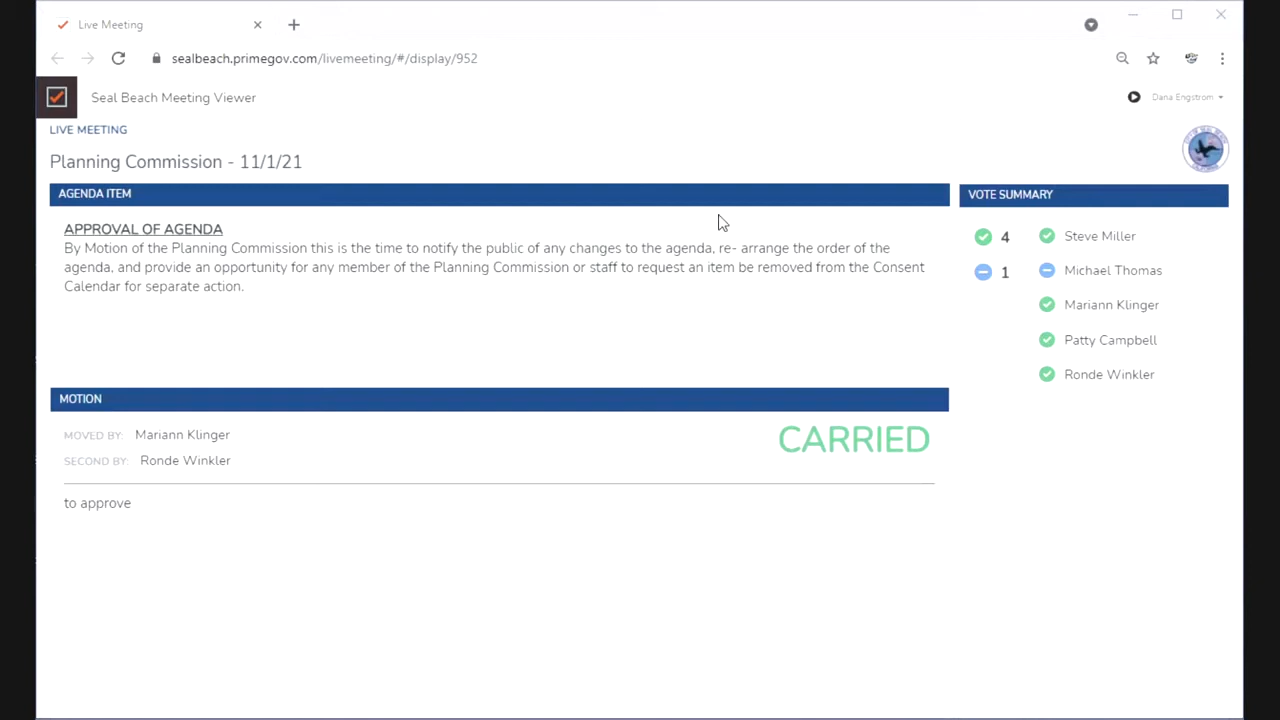 Live Meeting
sealbeach.primegov.com/livemeeting/#/display/952
Seal Beach Meeting Viewer
Dana Engstrom
LIVE MEETING
Planning Commission - 11/1/21
AGENDA ITEM
APPROVAL OF AGENDA
By Motion of the Planning Commission this is the time to notify the public of any changes to the agenda, re- arrange the order of the
agenda, and provide an opportunity for any member of the Planning Commission or staff to request an item be removed from the Consent
Calendar for separate action.
VOTE SUMMARY
4
1
Steve Miller
Michael Thomas
Mariann Klinger
Patty Campbell
Ronde Winkler
MOTION
MOVED BY: Mariann Klinger
SECOND BY: Ronde Winkler
CARRIED
to approve